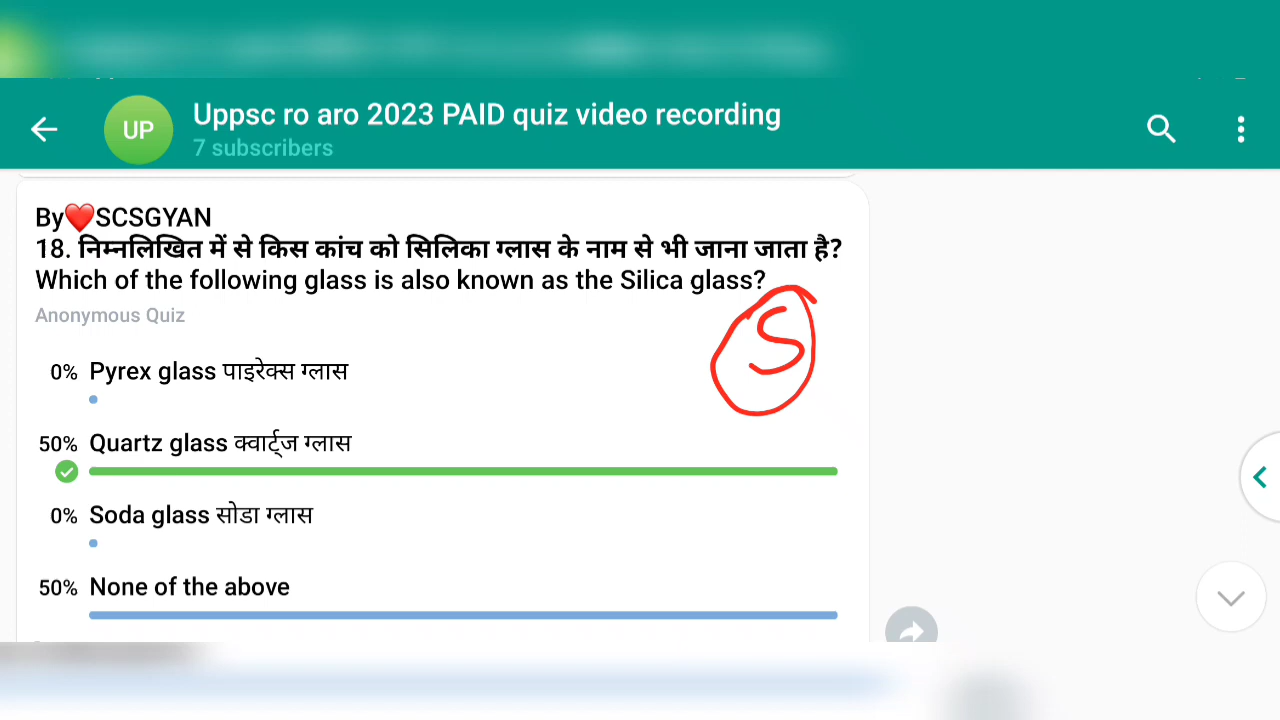 UP
Uppsc ro aro 2023 PAID quiz video recording
7 subscribers
By❤️SCSGYAN
18. निम्नलिखित में से किस कांच को सिलिका ग्लास के नाम से भी जाना जाता है?
Which of the following glass is also known as the Silica glass?
Anonymous Quiz
S
0% Pyrex glass पाइरेक्स ग्लास
50% Quartz glass क्वार्ट्ज ग्लास
0% Soda glass सोडा ग्लास
50% None of the above